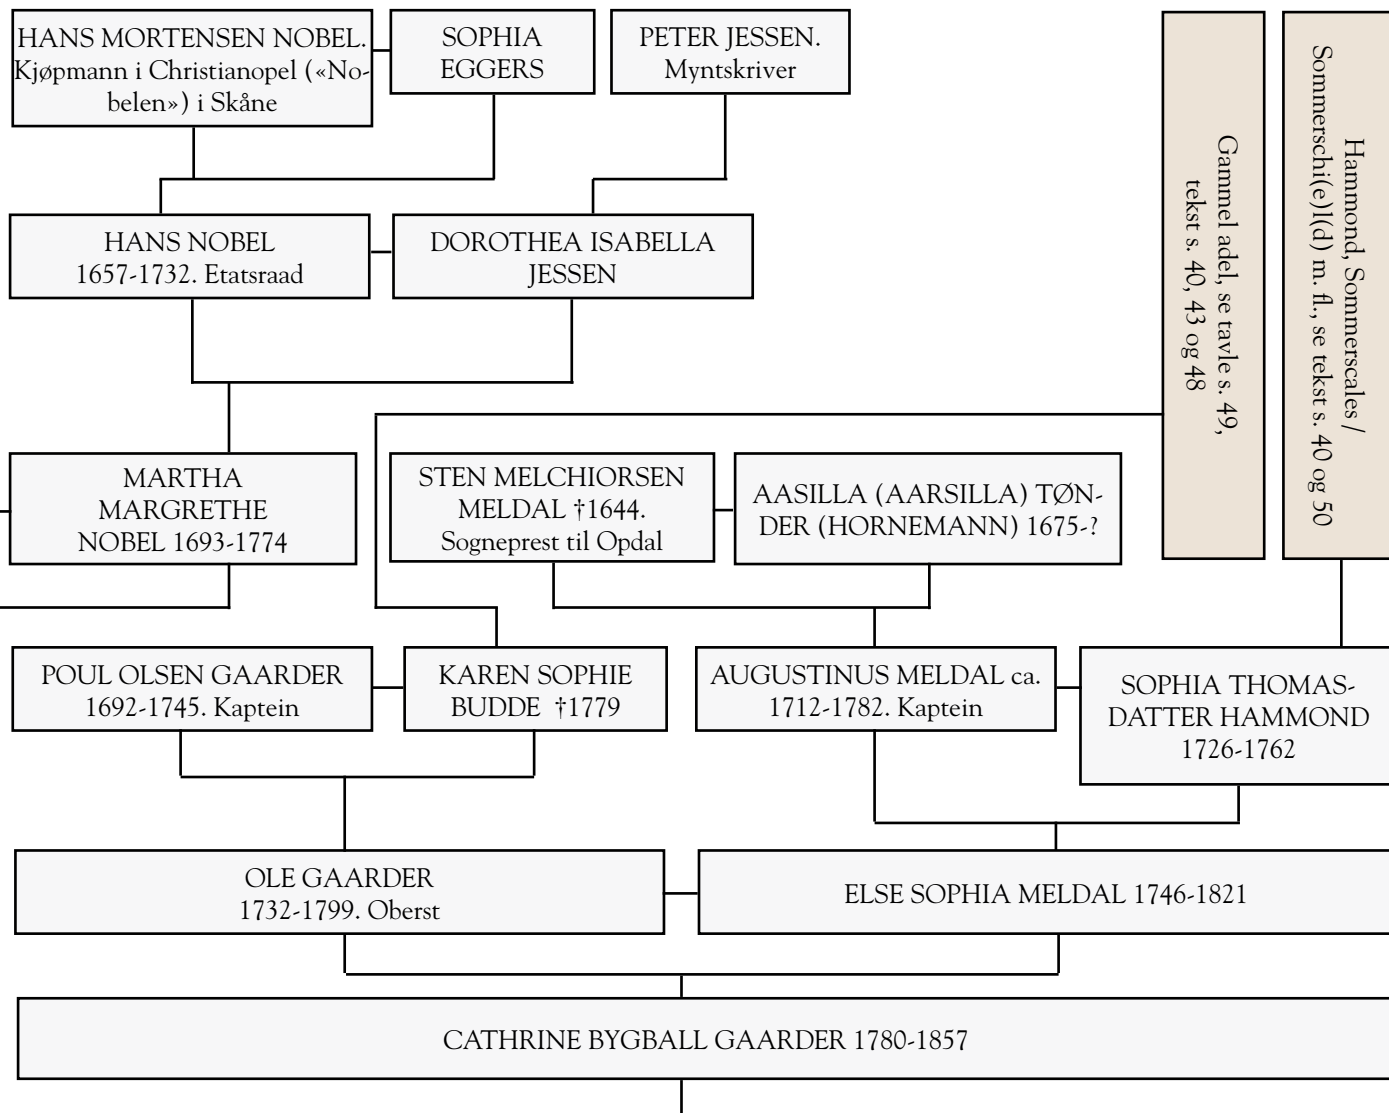 HANS MORTENSEN NOBEL.
Kjøpmann i Christianopel («No-
belen») i Skåne
SOPHIA
EGGERS
PETER JESSEN.
Myntskriver
Gammel adel, se tavle s. 49,
tekst s. 40, 43 og 48
Hammond, Sommerscales /
Sommerschi(e)l(d) m. fl., se tekst s. 40 og 50
HANS NOBEL
1657-1732. Etatsraad
DOROTHEA ISABELLA
JESSEN
MARTHA
MARGRETHE
NOBEL 1693-1774
STEN MELCHIORSEN
MELDAL †1644.
Sogneprest til Opdal
AASILLA (AARSILLA) TØN-
DER (HORNEMANN) 1675-?
POUL OLSEN GAARDER
1692-1745. Kaptein
KAREN SOPHIE
BUDDE †1779
AUGUSTINUS MELDAL ca.
1712-1782. Kaptein
SOPHIA THOMAS-
DATTER HAMMOND
1726-1762
OLE GAARDER
1732-1799. Oberst
ELSE SOPHIA MELDAL 1746-1821
CATHRINE BYGBALL GAARDER 1780-1857